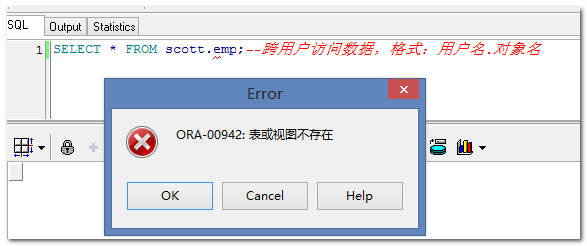 SQL Output Statistics
1 SELECT * FROM scott.emp;--跨用户访问数据，格式：用户名.对象名
Error
ORA-00942: 表或视图不存在
OK Cancel Help